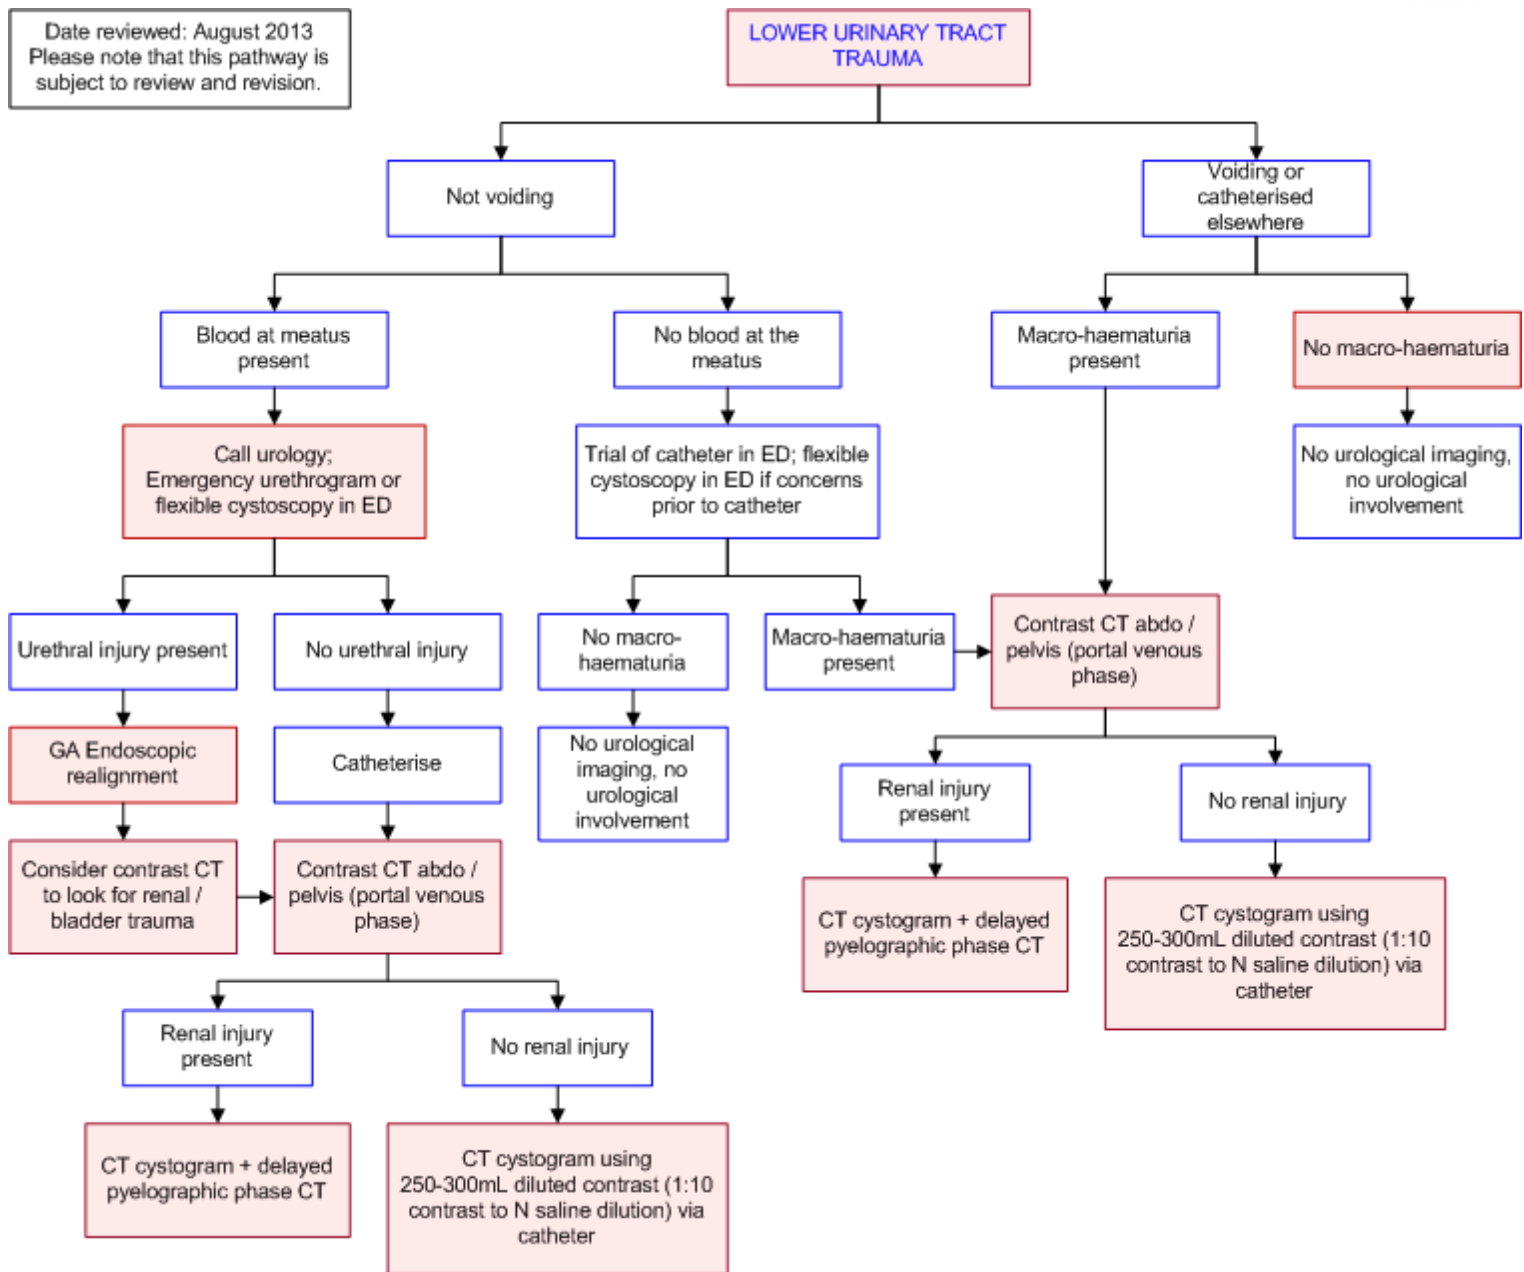 Date reviewed: August 2013
Please note that this pathway is
subject to review and revision.
LOWER URINARY TRACT
TRAUMA
Not voiding
Voiding or
catheterised
elsewhere
Blood at meatus
present
No blood at the
meatus
Macro-haematuria
present
No macro-haematuria
Call urology;
Emergency urethrogram or
flexible cystoscopy in ED
Trial of catheter in ED; flexible
cystoscopy in ED if concerns
prior to catheter
No urological imaging,
no urological
involvement
Urethral injury present
No urethral injury
No macro-
haematuria
Macro-haematuria
present
Contrast CT abdo /
pelvis (portal venous
phase)
GA Endoscopic
realignment
Catheterise
No urological
imaging, no
urological
involvement
Renal injury
present
No renal injury
Consider contrast CT
to look for renal /
bladder trauma
Contrast CT abdo /
pelvis (portal venous
phase)
CT cystogram + delayed
pyelographic phase CT
CT cystogram using
250-300mL diluted contrast (1:10
contrast to N saline dilution) via
catheter
Renal injury
present
No renal injury
CT cystogram + delayed
pyelographic phase CT
CT cystogram using
250-300mL diluted contrast (1:10
contrast to N saline dilution) via
catheter